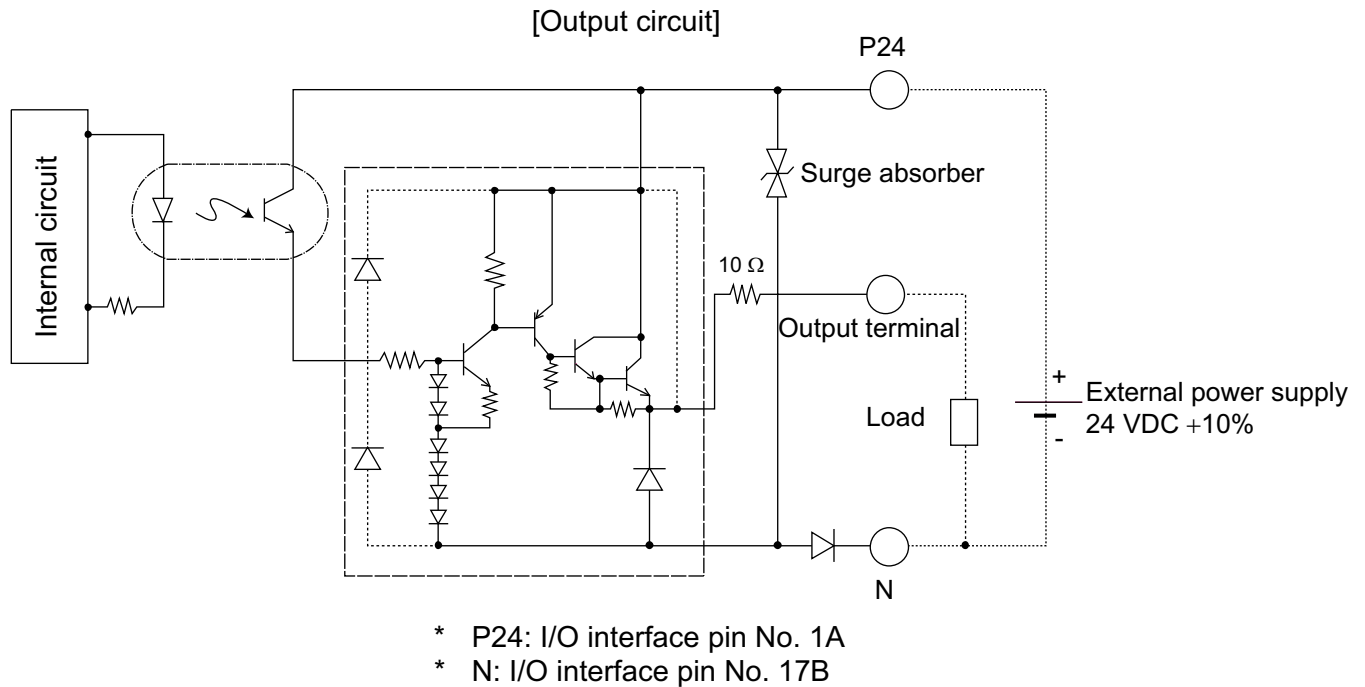 [Output circuit]
P24
Internal circuit
Surge absorber
10 Ω
Output terminal
+
External power supply
Load
24 VDC +10%
-
N
* P24: I/O interface pin No. 1A
* N: I/O interface pin No. 17B